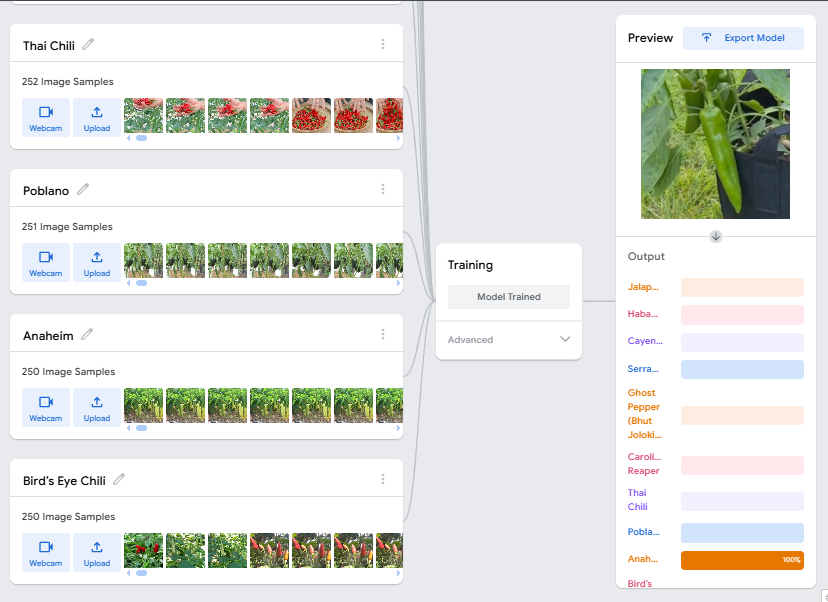 Thai Chili
252 Image Samples
Webcam
Upload
Poblano
251 Image Samples
Webcam
Upload
Anaheim
250 Image Samples
Webcam
Upload
Bird's Eye Chili
250 Image Samples
Webcam
Upload
Training
Model Trained
Advanced
Preview
Export Model
Output
Jalap...
Haba...
Cayen...
Serra...
Ghost
Pepper
(Bhut
Joloki...
Caroli...
Reaper
Thai
Chili
Pobla...
Anah...
100%
Bird's